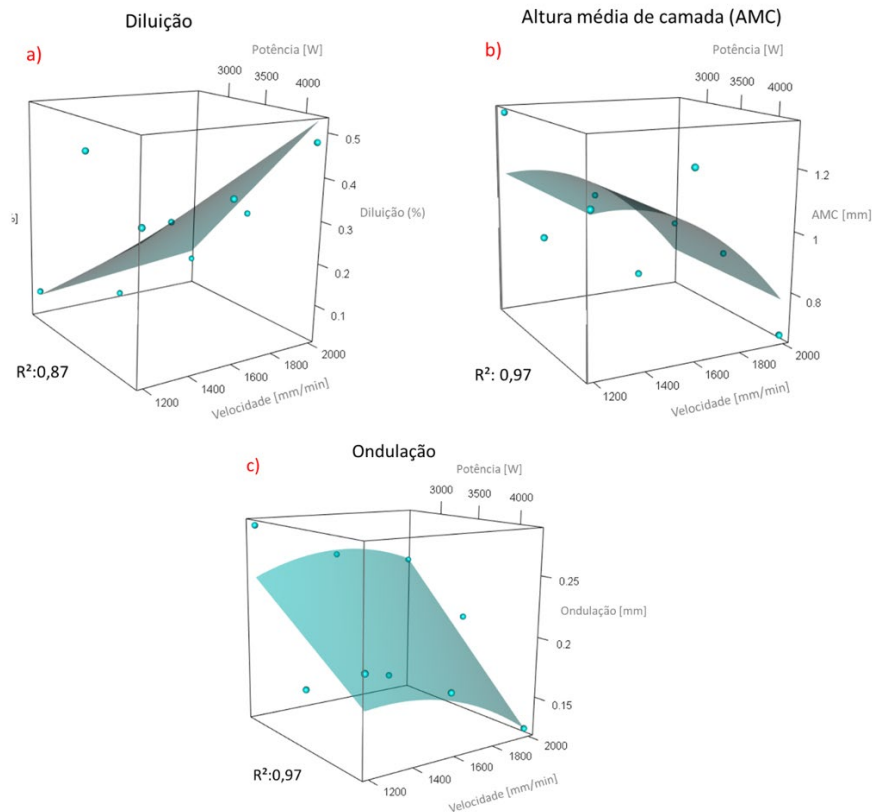 Diluição
a)
Potência [W]
3000
3500
4000
0.5
0.4
Diluição (%)
0.3
0.2
0.1
R²:0,87
1200
1400
1600
1800
2000
Velocidade [mm/min]
Altura média de camada (AMC)
b)
Potência [W]
3000
3500
4000
1.2
AMC [mm]
1
0.8
R²: 0,97
1200
1400
1600
1800
2000
Velocidade [mm/min]
Ondulação
c)
Potência [W]
3000
3500
4000
0.25
Ondulação [mm]
0.2
0.15
R²:0,97
1200
1400
1600
1800
2000
Velocidade [mm/min]